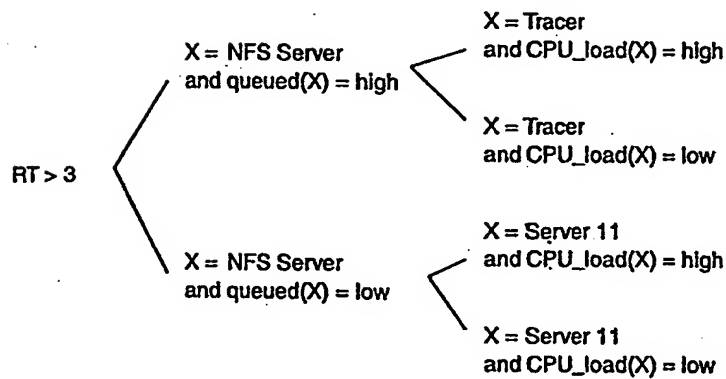 X = Tracer
and CPU_load(X) = high
X = NFS Server
and queued(X) = high
X = Tracer
and CPU_load(X) = low
RT > 3
X = Server 11
and CPU_load(X) = high
X = NFS Server
and queued(X) = low
X = Server 11
and CPU_load(X) = low